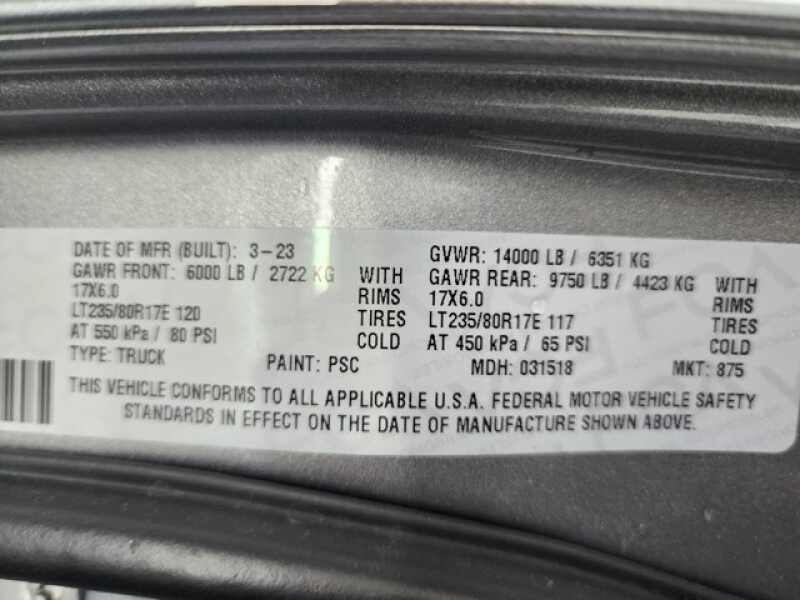 DATE OF MFR (BUILT): 3-23 GVWR: 14000 LB / 6351 KG
GAWR FRONT: 6000 LB / 2722 KG WITH GAWR REAR: 9750 LB / 4423 KG WITH
17X6.0 RIMS 17X6.0 RIMS
LT235/80R17E 120 TIRES LT235/80R17E 117 TIRES
AT 550 kPa / 80 PSI COLD AT 450 kPa / 65 PSI COLD
TYPE: TRUCK PAINT: PSC MDH: 031518 MKT: 875
THIS VEHICLE CONFORMS TO ALL APPLICABLE U.S.A. FEDERAL MOTOR VEHICLE SAFETY
STANDARDS IN EFFECT ON THE DATE OF MANUFACTURE SHOWN ABOVE.